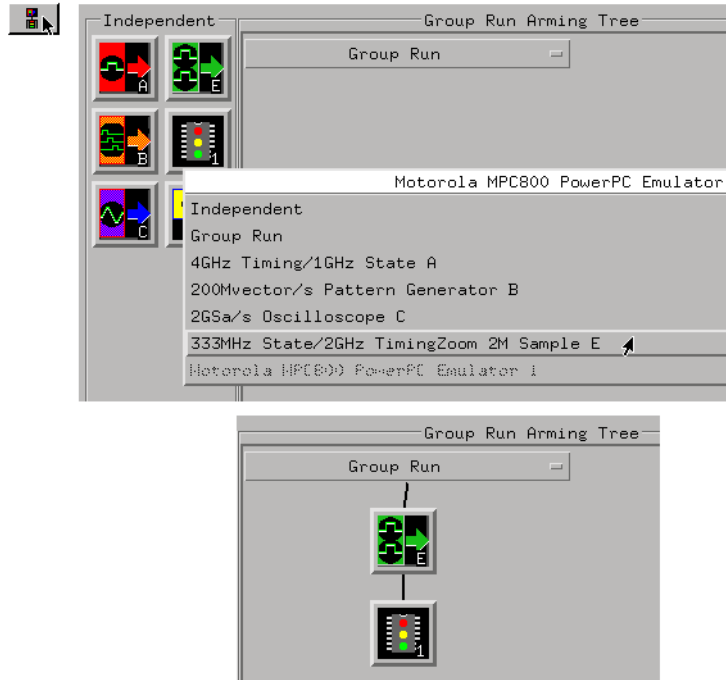 Independent
Group Run Arming Tree
Group Run
A
E
B
1
C
Motorola MPC800 PowerPC Emulator
Independent
Group Run
4GHz Timing/1GHz State A
200Mvector/s Pattern Generator B
2GSa/s Oscilloscope C
333MHz State/2GHz TimingZoom 2M Sample E
Motorola MPC800 PowerPC Emulator 1
Group Run Arming Tree
Group Run
E
1